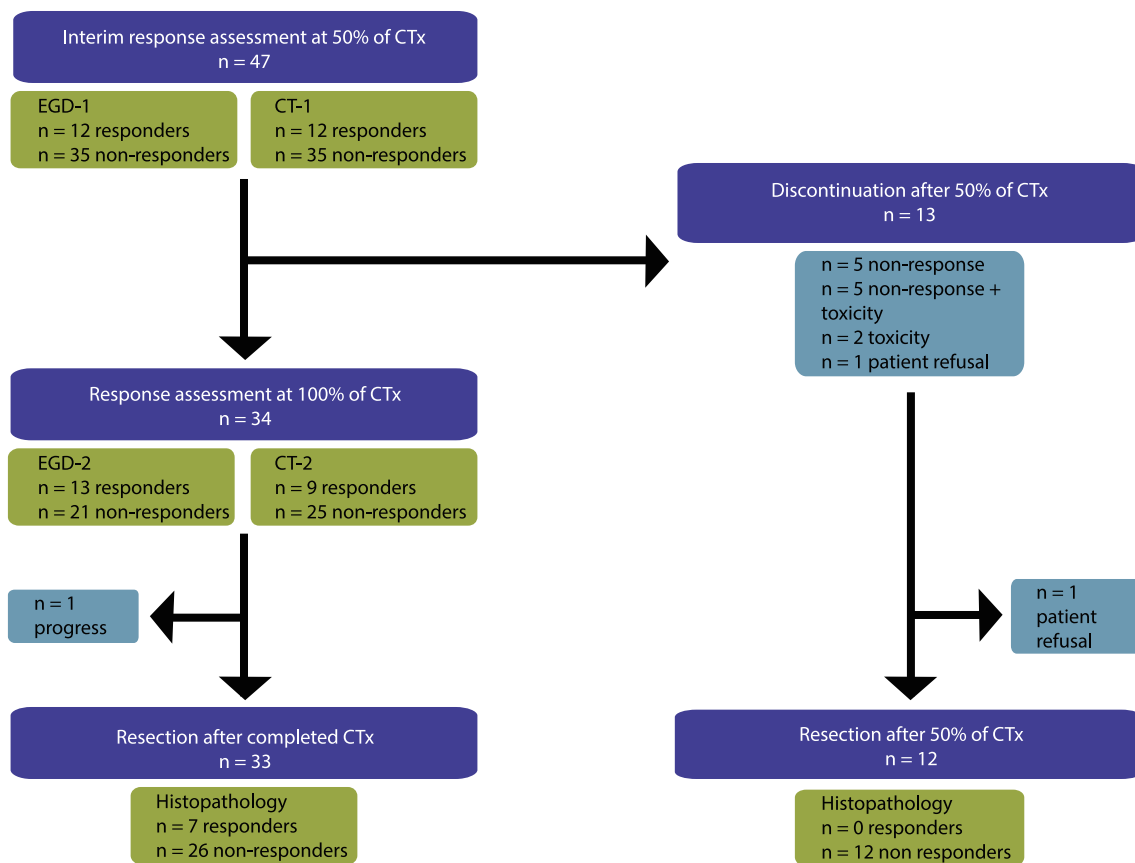 Interim response assessment at 50% of CTx
n = 47
EGD-1
n = 12 responders
n = 35 non-responders
CT-1
n = 12 responders
n = 35 non-responders
Discontinuation after 50% of CTx
n = 13
n = 5 non-response
n = 5 non-response +
toxicity
n = 2 toxicity
n = 1 patient refusal
Response assessment at 100% of CTx
n = 34
EGD-2
n = 13 responders
n = 21 non-responders
CT-2
n = 9 responders
n = 25 non-responders
n = 1
progress
n = 1
patient
refusal
Resection after completed CTx
n = 33
Histopathology
n = 7 responders
n = 26 non-responders
Resection after 50% of CTx
n = 12
Histopathology
n = 0 responders
n = 12 non responders